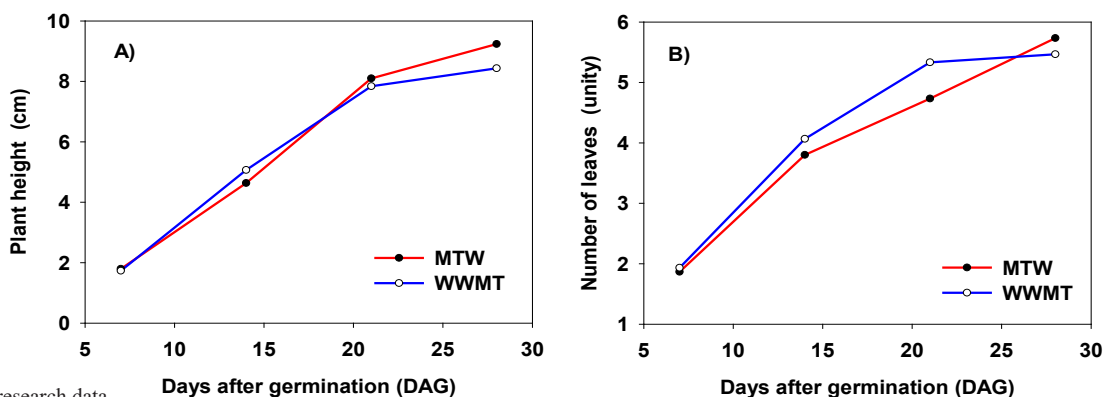 A)
Plant height (cm)
10
8
6
4
2
0
MTW
WWMT
5 10 15 20 25 30
Days after germination (DAG)
B)
Number of leaves (unity)
6
5
4
3
2
1
MTW
WWMT
5 10 15 20 25 30
Days after germination (DAG)
research data